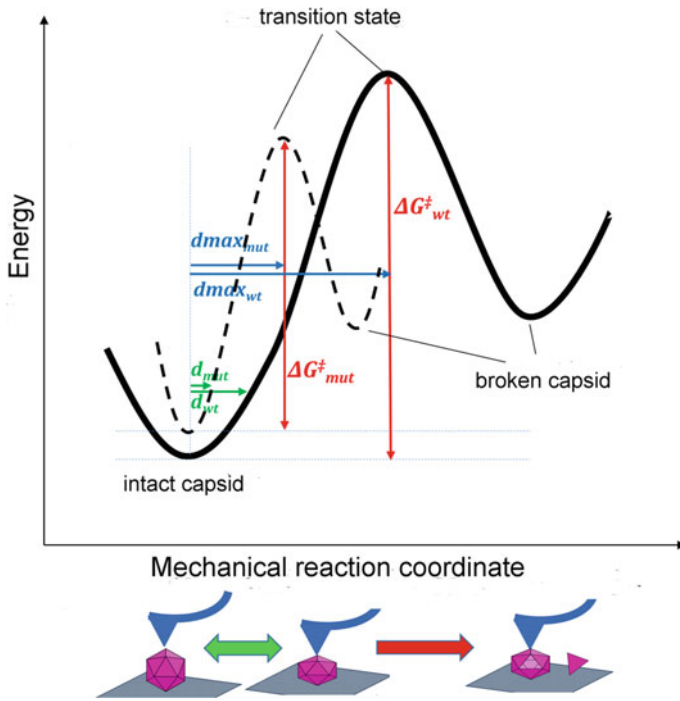 transition state
Energy
ΔG‡wt
dmaxmut
dmaxwt
dmut
dwt
ΔG‡mut
broken capsid
intact capsid
Mechanical reaction coordinate